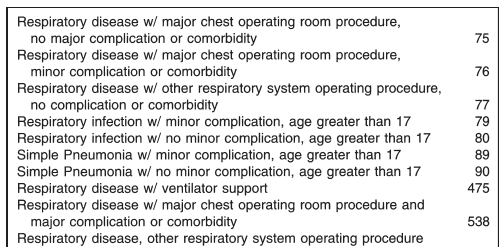 Respiratory disease w/ major chest operating room procedure,
no major complication or comorbidity 75
Respiratory disease w/ major chest operating room procedure,
minor complication or comorbidity 76
Respiratory disease w/ other respiratory system operating procedure,
no complication or comorbidity 77
Respiratory infection w/ minor complication, age greater than 17 79
Respiratory infection w/ no minor complication, age greater than 17 80
Simple Pneumonia w/ minor complication, age greater than 17 89
Simple Pneumonia w/ no minor complication, age greater than 17 90
Respiratory disease w/ ventilator support 475
Respiratory disease w/ major chest operating room procedure and
major complication or comorbidity 538
Respiratory disease, other respiratory system operating procedure